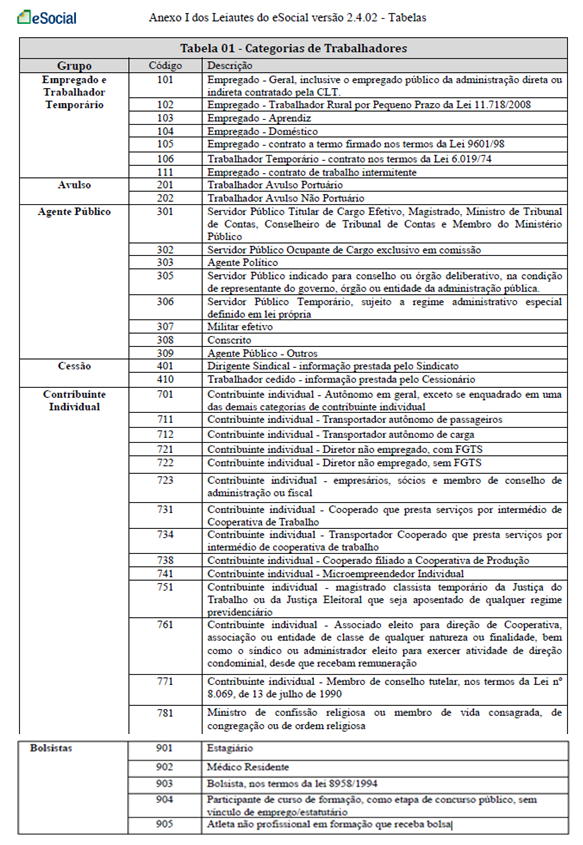 eSocial
Anexo I dos Leiautes do eSocial versão 2.4.02 - Tabelas
Tabela 01 - Categorias de Trabalhadores
Grupo Código Descrição
Empregado e 101 Empregado - Geral, inclusive o empregado público da administração direta ou
Trabalhador indireta contratado pela CLT.
Temporário 102 Empregado - Trabalhador Rural por Pequeno Prazo da Lei 11.718/2008
103 Empregado - Aprendiz
104 Empregado - Doméstico
105 Empregado - contrato a termo firmado nos termos da Lei 9601/98
106 Trabalhador Temporário - contrato nos termos da Lei 6.019/74
111 Empregado - contrato de trabalho intermitente
Avulso 201 Trabalhador Avulso Portuário
202 Trabalhador Avulso Não Portuário
Agente Público 301 Servidor Público Titular de Cargo Efetivo, Magistrado, Ministro de Tribunal
de Contas, Conselheiro de Tribunal de Contas e Membro do Ministério
Público
302 Servidor Público Ocupante de Cargo exclusivo em comissão
303 Agente Político
305 Servidor Público indicado para conselho ou órgão deliberativo, na condição
de representante do governo, órgão ou entidade da administração pública.
306 Servidor Público Temporário, sujeito a regime administrativo especial
definido em lei própria
307 Militar efetivo
308 Conscrito
309 Agente Público - Outros
Cessão 401 Dirigente Sindical - informação prestada pelo Sindicato
410 Trabalhador cedido - informação prestada pelo Cessionário
Contribuinte 701 Contribuinte individual - Autônomo em geral, exceto se enquadrado em uma
Individual das demais categorias de contribuinte individual
711 Contribuinte individual - Transportador autônomo de passageiros
712 Contribuinte individual - Transportador autônomo de carga
721 Contribuinte individual - Diretor não empregado, com FGTS
722 Contribuinte individual - Diretor não empregado, sem FGTS
723 Contribuinte individual - empresários, sócios e membro de conselho de
administração ou fiscal
731 Contribuinte individual - Cooperado que presta serviços por intermédio de
Cooperativa de Trabalho
734 Contribuinte individual - Transportador Cooperado que presta serviços por
intermédio de cooperativa de trabalho
738 Contribuinte individual - Cooperado filiado a Cooperativa de Produção
741 Contribuinte individual - Microempreendedor Individual
751 Contribuinte individual - magistrado classista temporário da Justiça do
Trabalho ou da Justiça Eleitoral que seja aposentado de qualquer regime
previdenciário
761 Contribuinte individual - Associado eleito para direção de Cooperativa,
associação ou entidade de classe de qualquer natureza ou finalidade, bem
como o síndico ou administrador eleito para exercer atividade de direção
condominial, desde que recebam remuneração
771 Contribuinte individual - Membro de conselho tutelar, nos termos da Lei nº
8.069, de 13 de julho de 1990
781 Ministro de confissão religiosa ou membro de vida consagrada, de
congregação ou de ordem religiosa
Bolsistas 901 Estagiário
902 Médico Residente
903 Bolsista, nos termos da lei 8958/1994
904 Participante de curso de formação, como etapa de concurso público, sem
vínculo de emprego/estatutário
905 Atleta não profissional em formação que receba bolsa